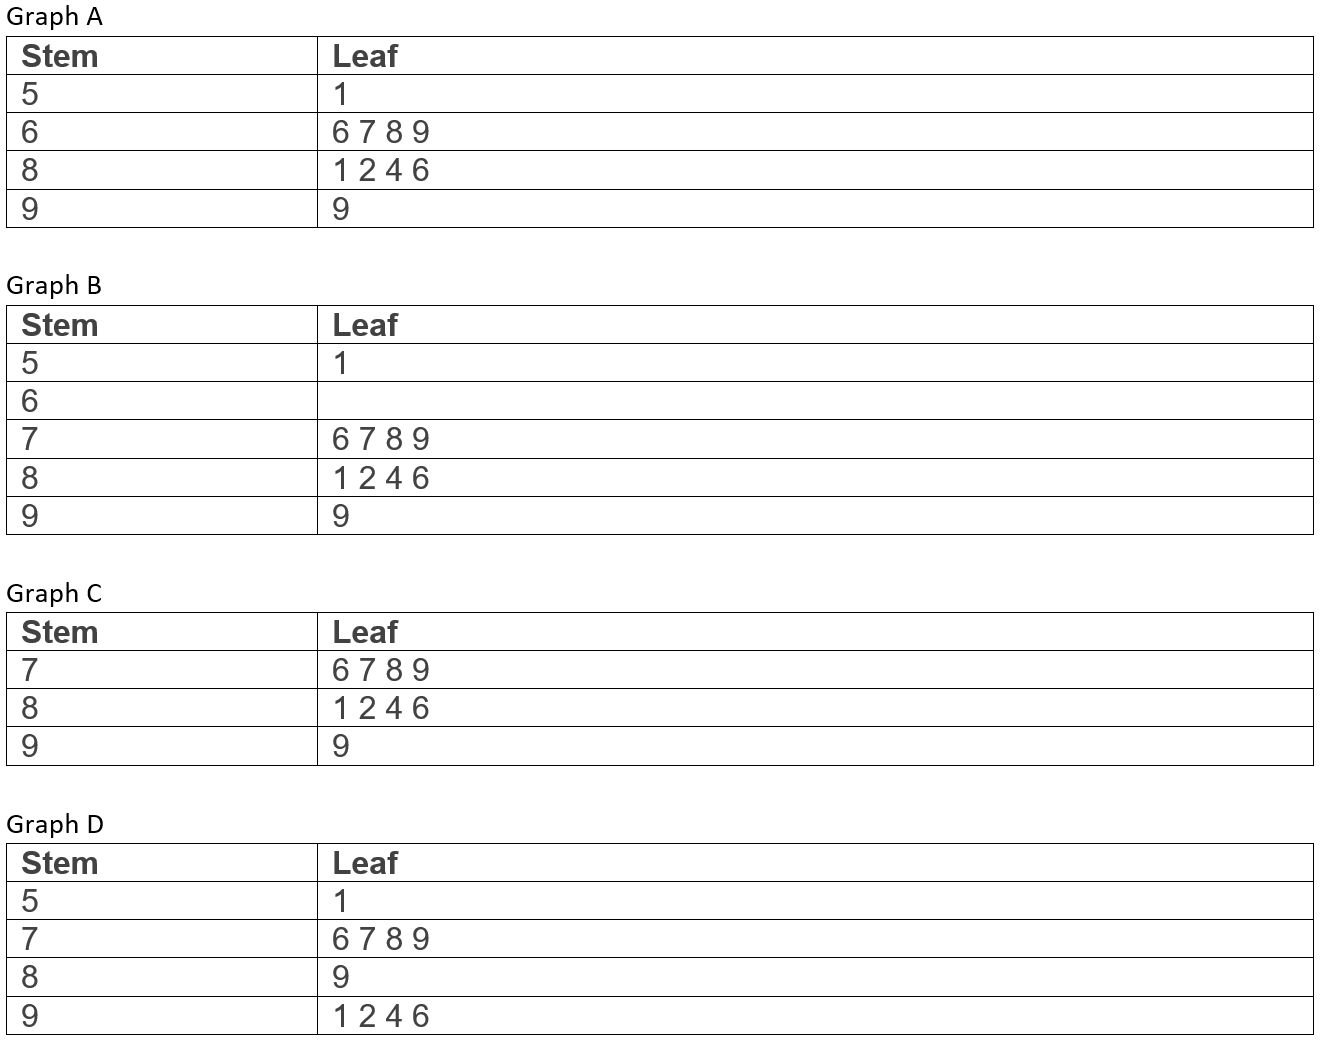 Graph A
Stem Leaf
5 1
6 6 7 8 9
8 1 2 4 6
9 9
Graph B
Stem Leaf
5 1
6
7 6 7 8 9
8 1 2 4 6
9 9
Graph C
Stem Leaf
7 6 7 8 9
8 1 2 4 6
9 9
Graph D
Stem Leaf
5 1
7 6 7 8 9
8 9
9 1 2 4 6